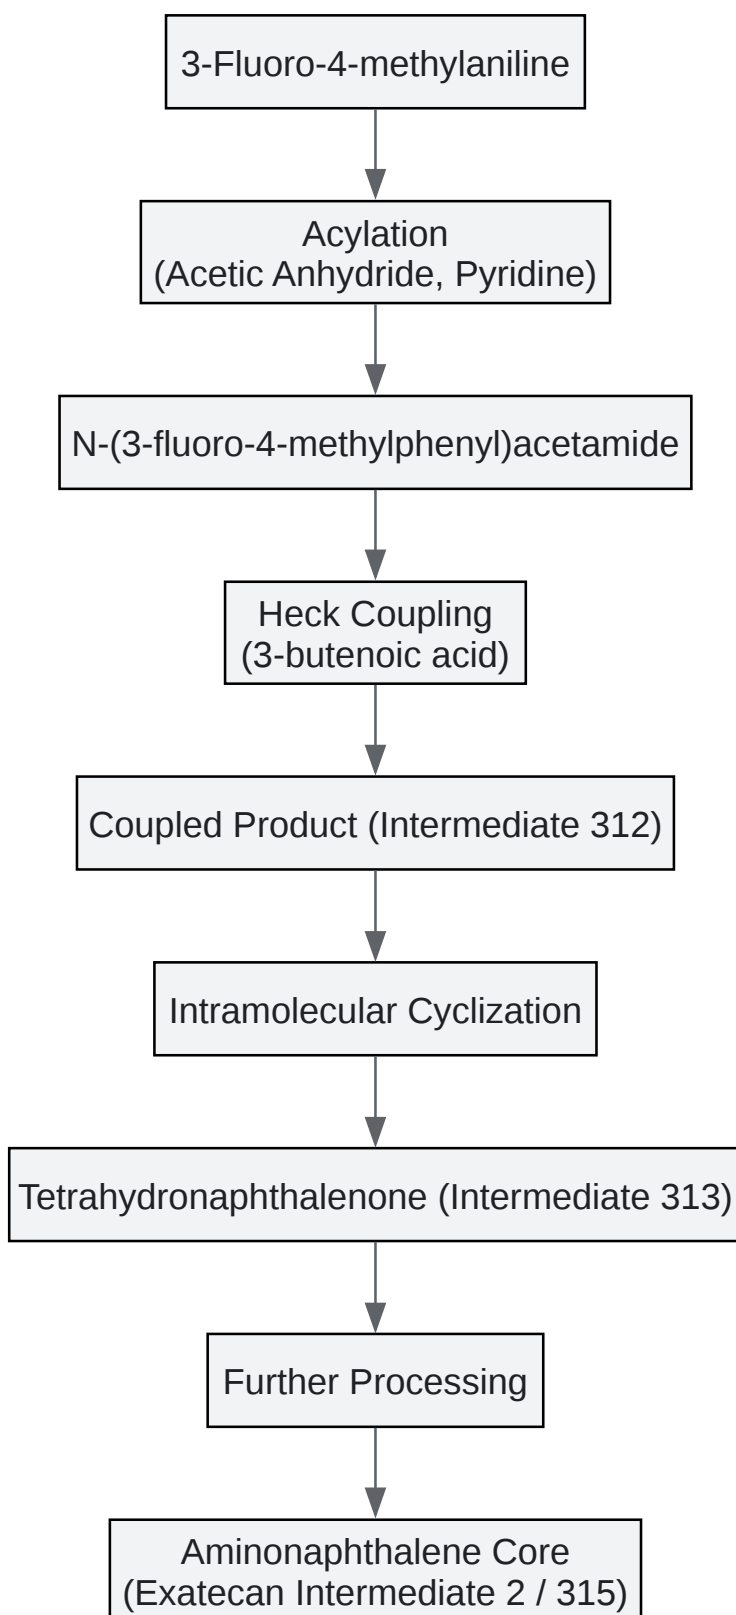 3-Fluoro-4-methylaniline
Acylation
(Acetic Anhydride, Pyridine)
N-(3-fluoro-4-methylphenyl)acetamide
Heck Coupling
(3-butenoic acid)
Coupled Product (Intermediate 312)
Intramolecular Cyclization
Tetrahydronaphthalenone (Intermediate 313)
Further Processing
Aminonaphthalene Core
(Exatecan Intermediate 2 / 315)